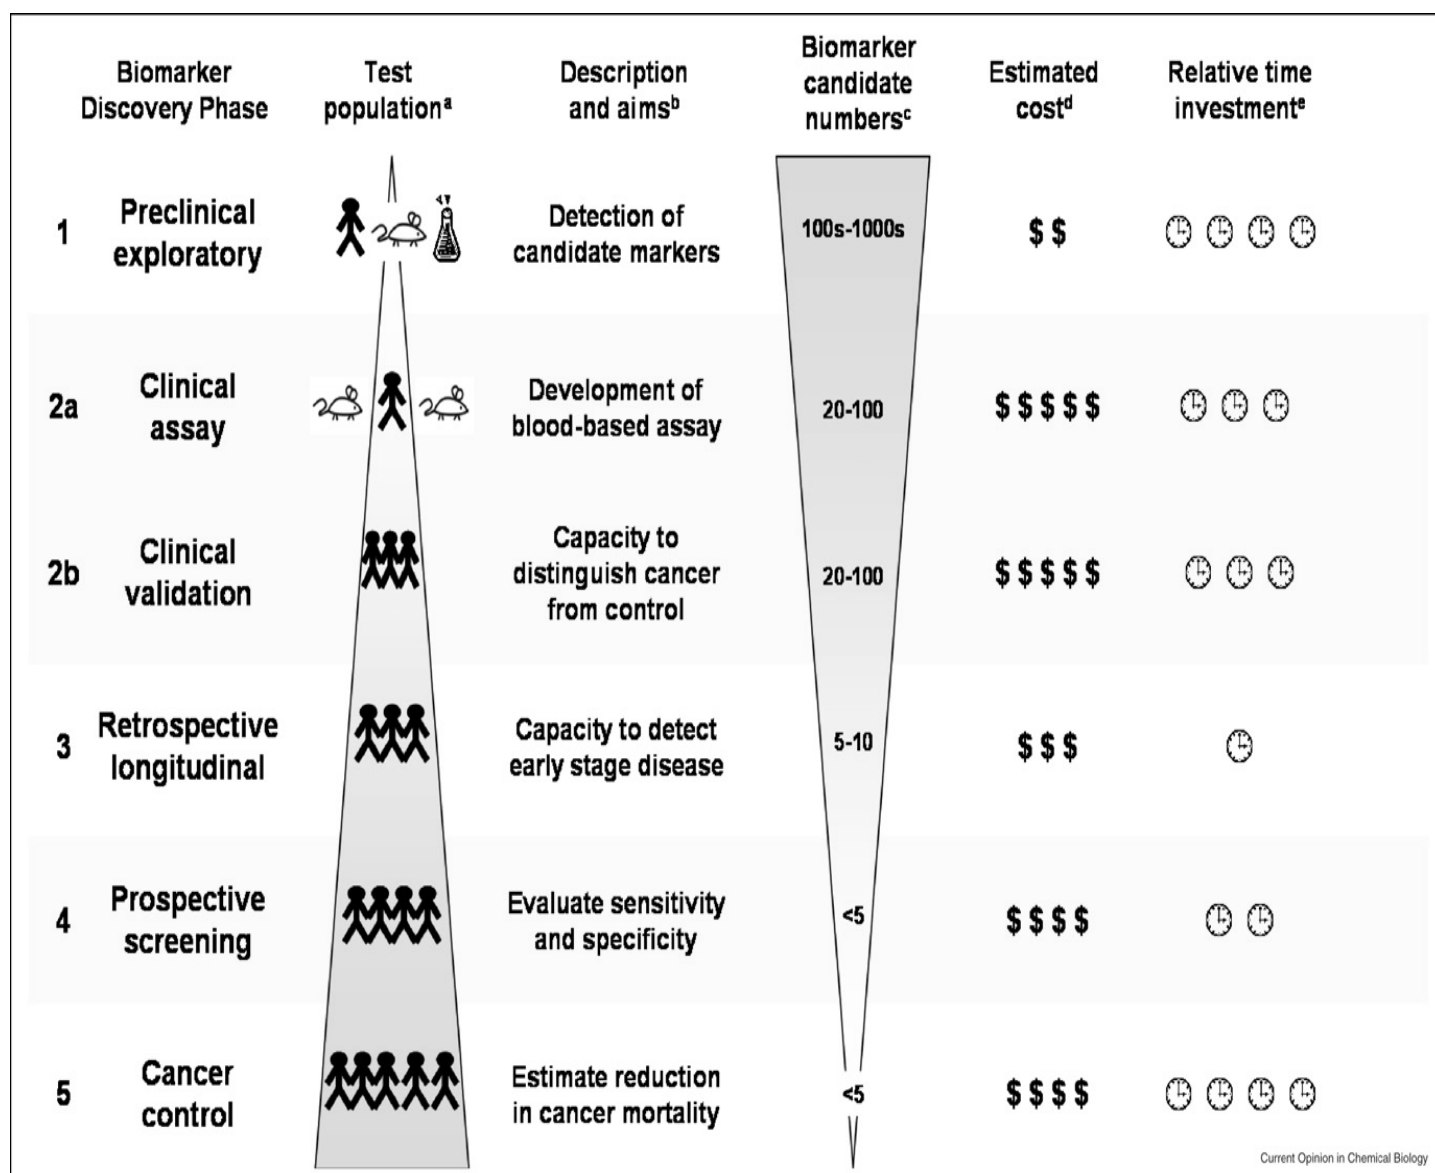 Biomarker
Discovery Phase
Test
populationᵃ
Description
and aimsᵇ
Biomarker
candidate
numbersᶜ
Estimated
costᵈ
Relative time
investmentᵉ
1
Preclinical
exploratory
Detection of
candidate markers
100s-1000s
$ $
2a
Clinical
assay
Development of
blood-based assay
20-100
$ $ $ $ $
2b
Clinical
validation
Capacity to
distinguish cancer
from control
20-100
$ $ $ $ $
3
Retrospective
longitudinal
Capacity to detect
early stage disease
5-10
$ $ $
4
Prospective
screening
Evaluate sensitivity
and specificity
<5
$ $ $ $
5
Cancer
control
Estimate reduction
in cancer mortality
<5
$ $ $ $
Current Opinion in Chemical Biology